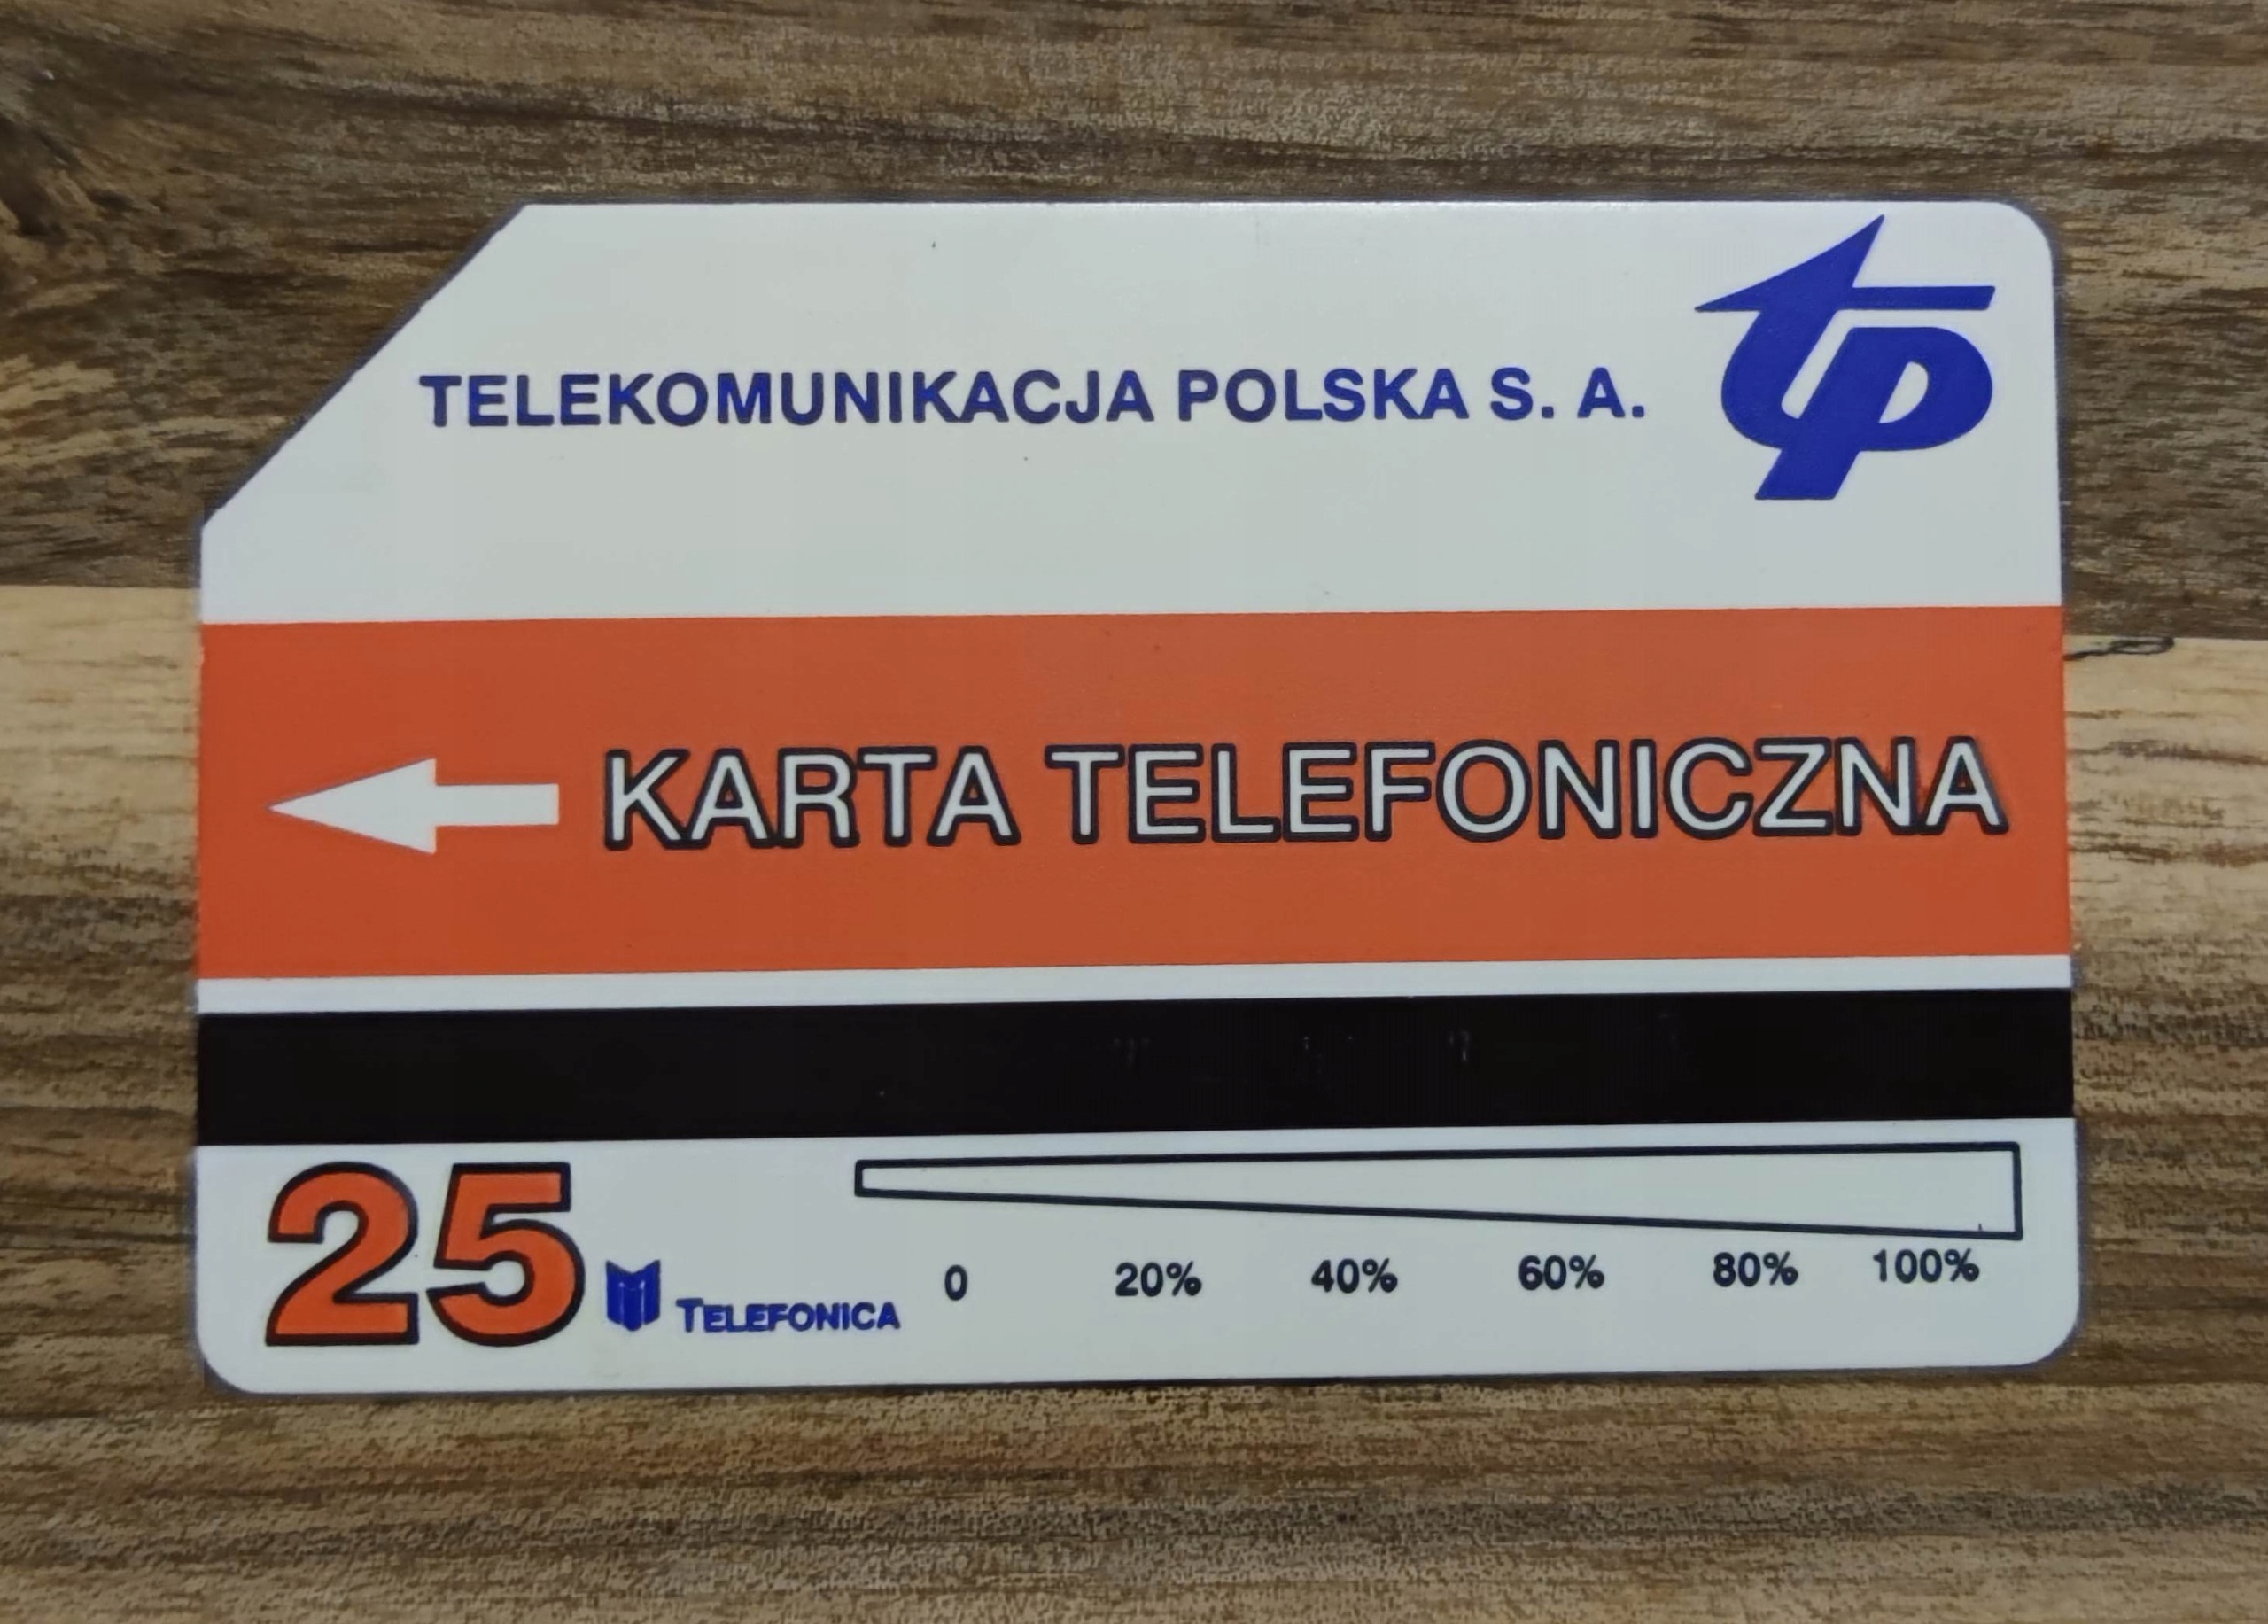 TELEKOMUNIKACJA POLSKA S. A.
tp
KARTA TELEFONICZNA
25 TELEFONICA
0 20% 40% 60% 80% 100%